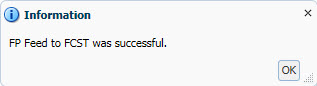 Information
FP Feed to FCST was successful.
OK